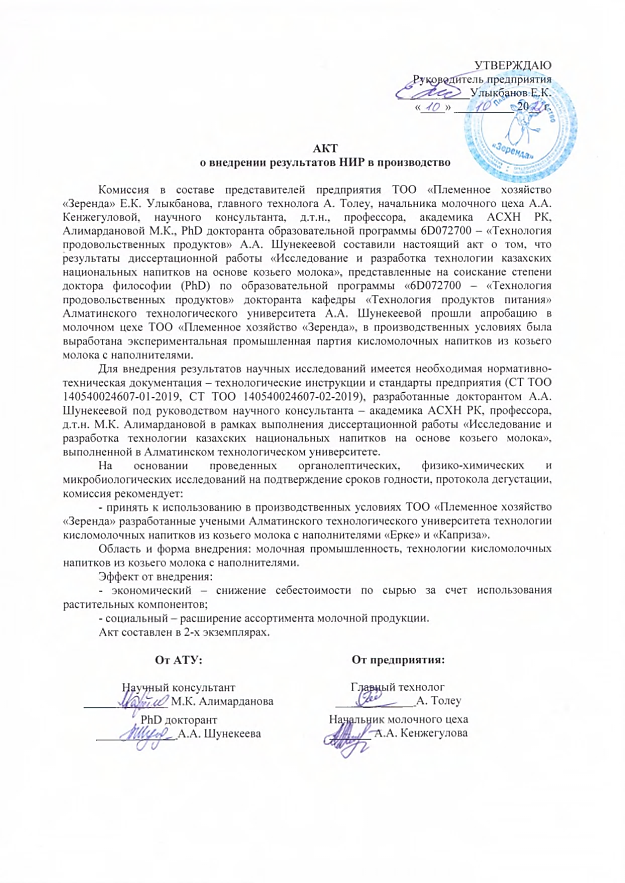 УТВЕРЖДАЮ
Руководитель предприятия
Улыкбанов Е.К.
« 10 » 10 20 г.
«Зеренда»
АКТ
о внедрении результатов НИР в производство
Комиссия в составе представителей предприятия ТОО «Племенное хозяйство
«Зеренда» Е.К. Улыкбанова, главного технолога А. Толеу, начальника молочного цеха А.А.
Кенжегуловой, научного консультанта, д.т.н., профессора, академика АСХН РК,
Алимардановой М.К., PhD докторанта образовательной программы 6D072700 – «Технология
продовольственных продуктов» А.А. Шунекеевой составили настоящий акт о том, что
результаты диссертационной работы «Исследование и разработка технологии казахских
национальных напитков на основе козьего молока», представленные на соискание степени
доктора философии (PhD) по образовательной программы «6D072700 – «Технология
продовольственных продуктов» докторанта кафедры «Технология продуктов питания»
Алматинского технологического университета А.А. Шунекеевой прошли апробацию в
молочном цехе ТОО «Племенное хозяйство «Зеренда», в производственных условиях была
выработана экспериментальная промышленная партия кисломолочных напитков из козьего
молока с наполнителями.
Для внедрения результатов научных исследований имеется необходимая нормативно-
техническая документация – технологические инструкции и стандарты предприятия (СТ ТОО
140540024607-01-2019, СТ ТОО 140540024607-02-2019), разработанные докторантом А.А.
Шунекеевой под руководством научного консультанта – академика АСХН РК, профессора,
д.т.н. М.К. Алимардановой в рамках выполнения диссертационной работы «Исследование и
разработка технологии казахских национальных напитков на основе козьего молока»,
выполненной в Алматинском технологическом университете.
На основании проведенных органолептических, физико-химических и
микробиологических исследований на подтверждение сроков годности, протокола дегустации,
комиссия рекомендует:
- принять к использованию в производственных условиях ТОО «Племенное хозяйство
«Зеренда» разработанные учеными Алматинского технологического университета технологии
кисломолочных напитков из козьего молока с наполнителями «Ерке» и «Каприза».
Область и форма внедрения: молочная промышленность, технологии кисломолочных
напитков из козьего молока с наполнителями.
Эффект от внедрения:
- экономический – снижение себестоимости по сырью за счет использования
растительных компонентов;
- социальный – расширение ассортимента молочной продукции.
Акт составлен в 2-х экземплярах.
От АТУ: От предприятия:
Научный консультант Главный технолог
М.К. Алимарданова А. Толеу
PhD докторант Начальник молочного цеха
А.А. Шунекеева А.А. Кенжегулова